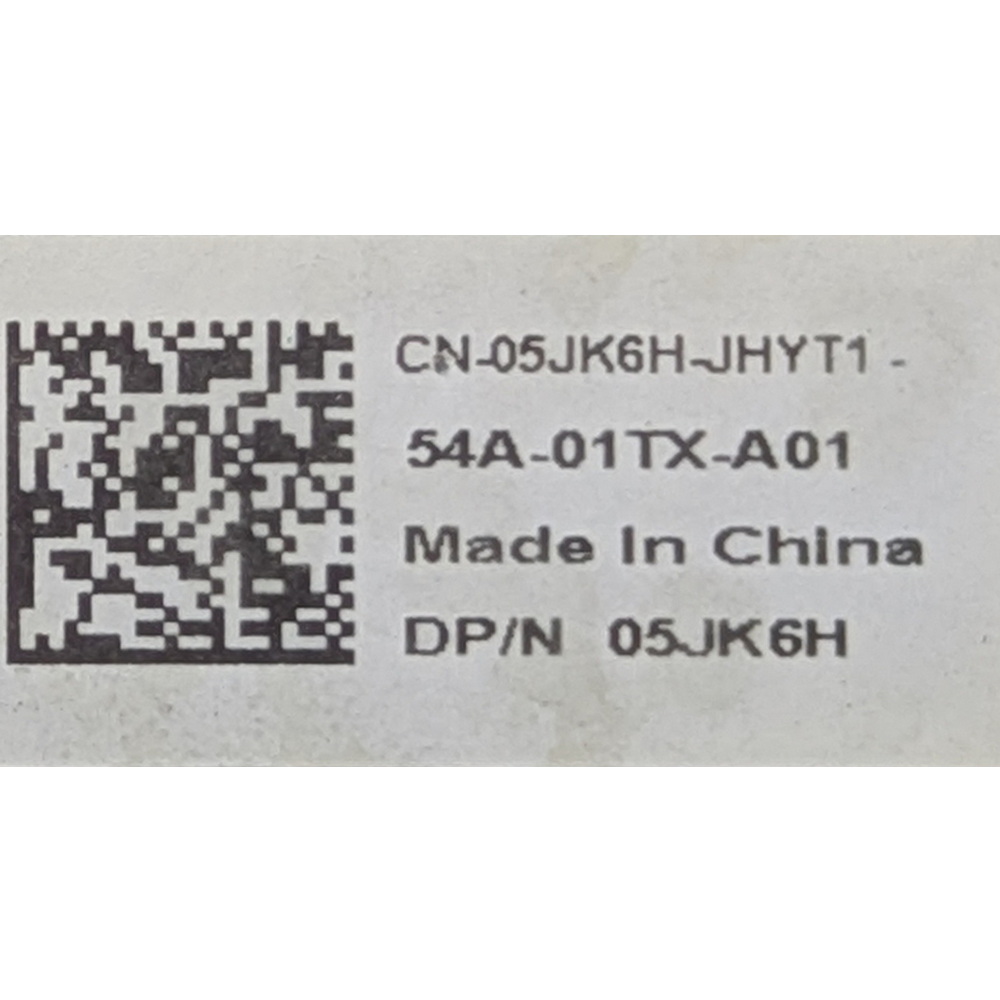 CN-05JK6H-JHYT1 -
54A-01TX-A01
Made In China
DP/N 05JK6H